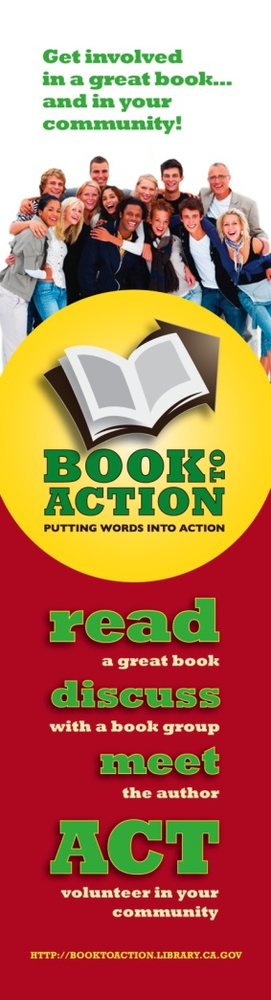 Get involved
in a great book...
and in your
community!
BOOK TO
ACTION
PUTTING WORDS INTO ACTION
read
a great book
discuss
with a book group
meet
the author
ACT
volunteer in your
community
HTTP://BOOKTOACTION.LIBRARY.CA.GOV